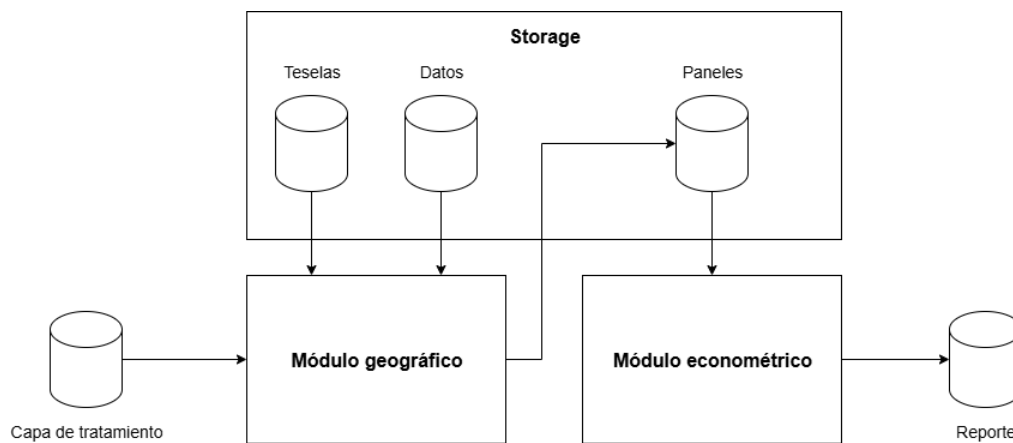 Storage
Teselas
Datos
Paneles
Módulo geográfico
Módulo econométrico
Capa de tratamiento
Reporte